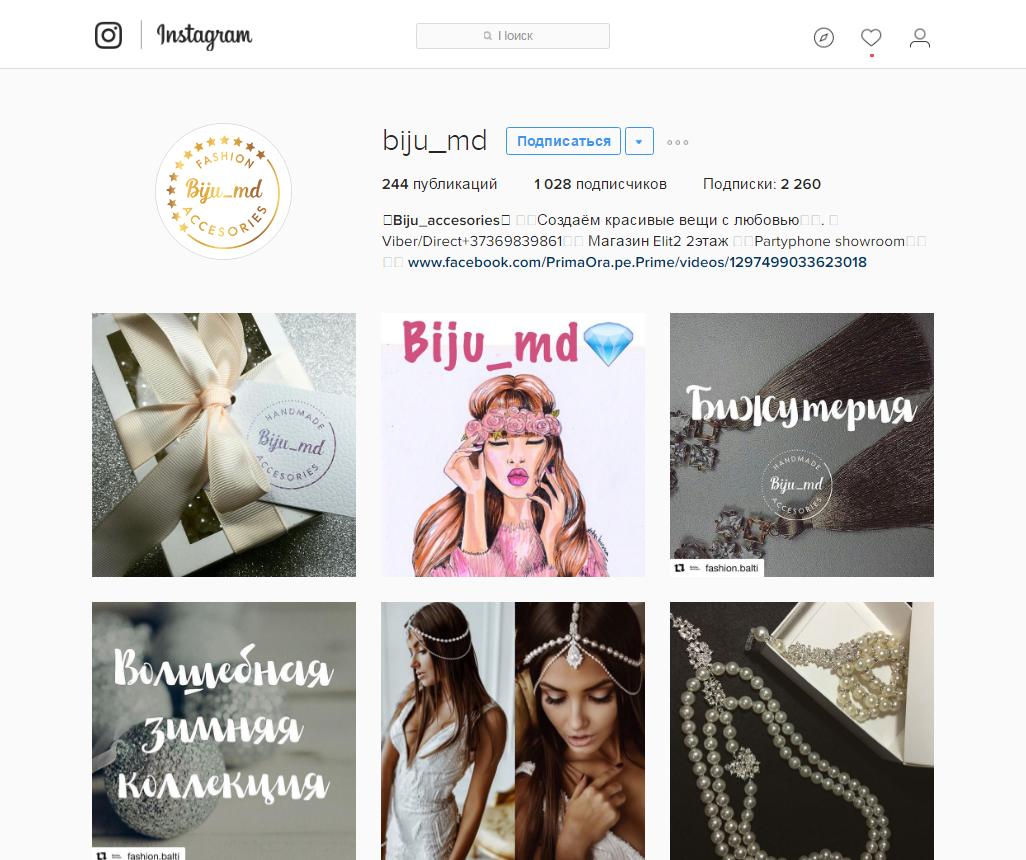 Instagram
Поиск
biju_md Подписаться
244 публикаций 1 028 подписчиков Подписки: 2 260
Biju_accesories Создаём красивые вещи с любовью.
Viber/Direct+37369839861 Магазин Elit2 2этаж Partyphone showroom
www.facebook.com/PrimaOra.pe.Prime/videos/1297499033623018
FASHION
Biju_md
ACCESORIES
HANDMADE
Biju_md
ACCESORIES
Biju_md
Бижутерия
HANDMADE
Biju_md
ACCESORIES
fashion.balti
Волшебная
зимняя
коллекция
fashion.balti